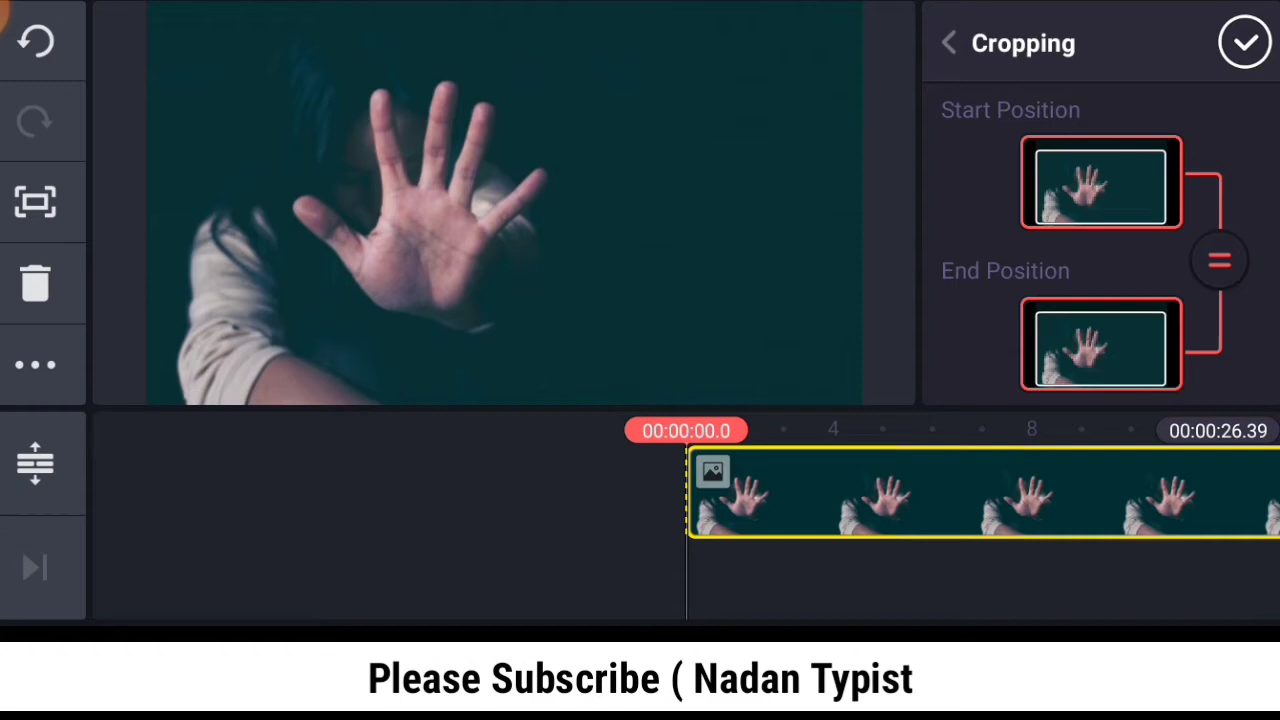 Cropping
Start Position
End Position
00:00:00.0 4 8 00:00:26.39
Please Subscribe ( Nadan Typist